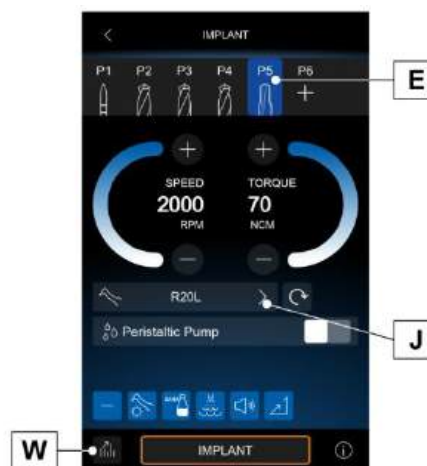 IMPLANT
P1 P2 P3 P4 P5 P6
E
SPEED TORQUE
2000 70
RPM NCM
R20L
Peristaltic Pump
J
W
IMPLANT